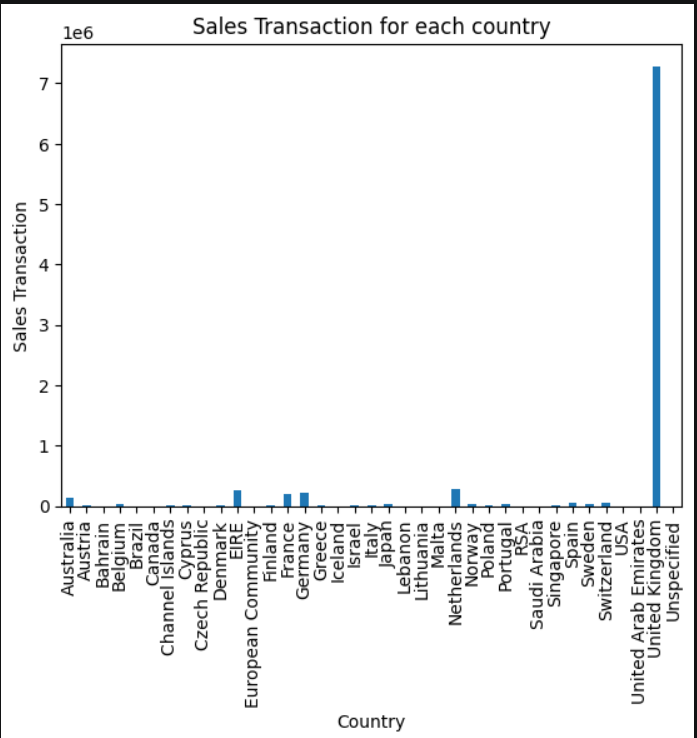 Sales Transaction for each country
1e6
7
6
5
4
3
2
1
0
Sales Transaction
Australia
Austria
Bahrain
Belgium
Brazil
Canada
Channel Islands
Cyprus
Czech Republic
Denmark
EIRE
European Community
Finland
France
Germany
Greece
Iceland
Israel
Italy
Japan
Lebanon
Lithuania
Malta
Netherlands
Norway
Poland
Portugal
RSA
Saudi Arabia
Singapore
Spain
Sweden
Switzerland
USA
United Arab Emirates
United Kingdom
Unspecified
Country